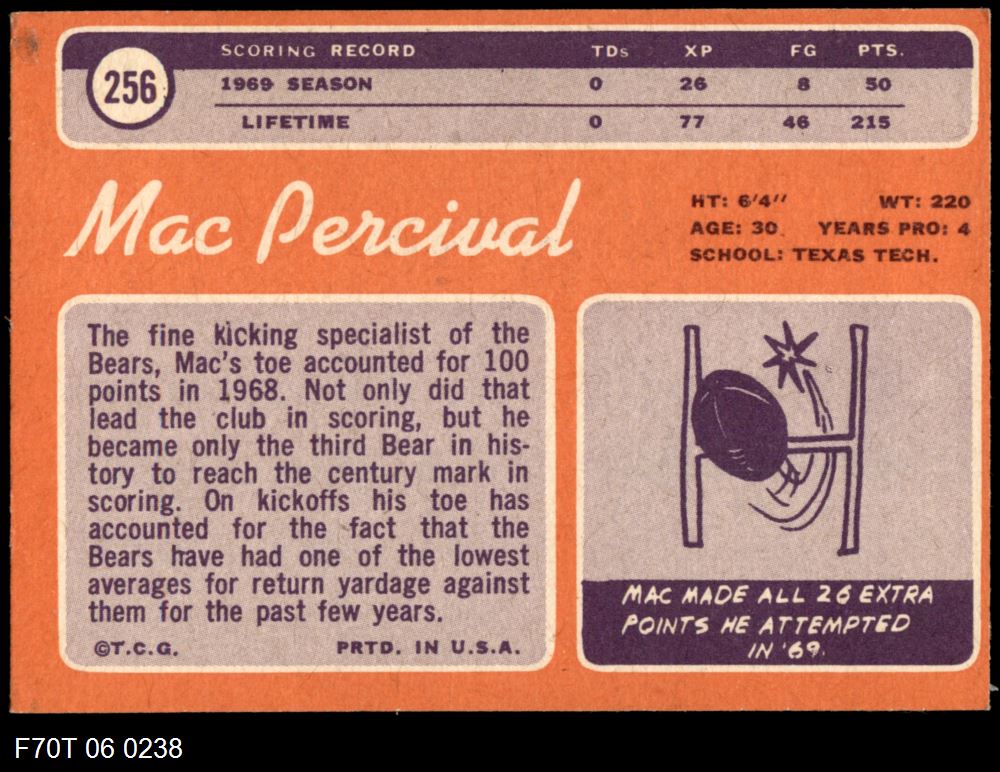 256
SCORING RECORD TDs XP FG PTS.
1969 SEASON 0 26 8 50
LIFETIME 0 77 46 215
Mac Percival
HT: 6'4" WT: 220
AGE: 30 YEARS PRO: 4
SCHOOL: TEXAS TECH.
The fine kicking specialist of the
Bears, Mac's toe accounted for 100
points in 1968. Not only did that
lead the club in scoring, but he
became only the third Bear in his-
tory to reach the century mark in
scoring. On kickoffs his toe has
accounted for the fact that the
Bears have had one of the lowest
averages for return yardage against
them for the past few years.
©T.C.G. PRTD. IN U.S.A.
MAC MADE ALL 26 EXTRA
POINTS HE ATTEMPTED
IN '69.
F70T 06 0238